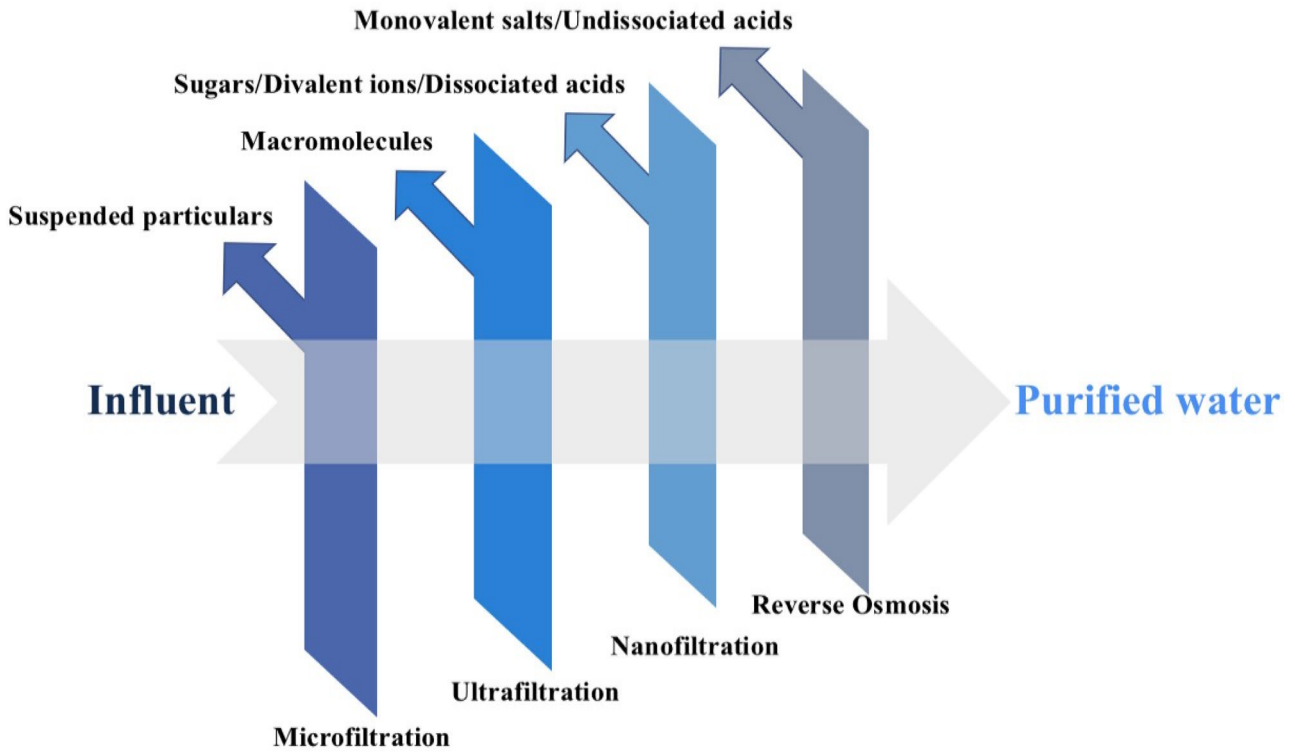 Monovalent salts/Undissociated acids
Sugars/Divalent ions/Dissociated acids
Macromolecules
Suspended particulars
Influent
Purified water
Reverse Osmosis
Nanofiltration
Ultrafiltration
Microfiltration